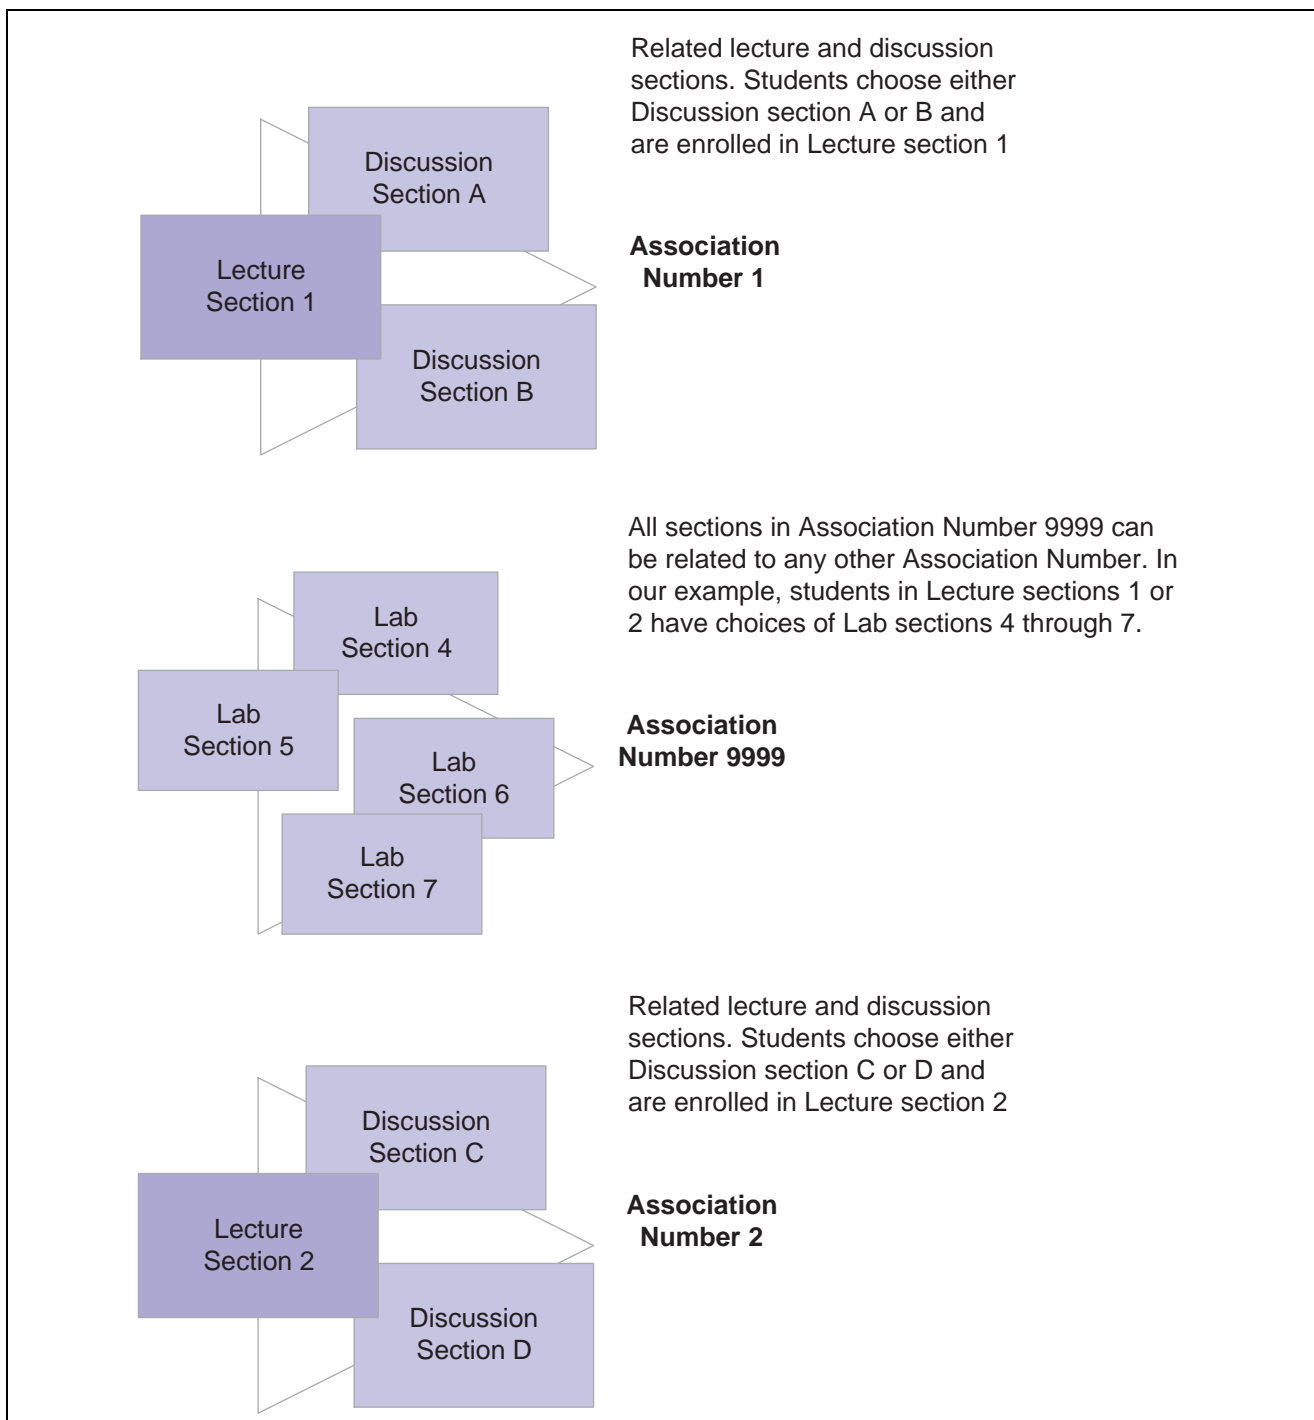 Related lecture and discussion
sections. Students choose either
Discussion section A or B and
are enrolled in Lecture section 1
Discussion
Section A
Lecture
Section 1
Association
Number 1
Discussion
Section B
All sections in Association Number 9999 can
be related to any other Association Number. In
our example, students in Lecture sections 1 or
2 have choices of Lab sections 4 through 7.
Lab
Section 4
Lab
Section 5
Association
Number 9999
Lab
Section 6
Lab
Section 7
Related lecture and discussion
sections. Students choose either
Discussion section C or D and
are enrolled in Lecture section 2
Discussion
Section C
Lecture
Section 2
Association
Number 2
Discussion
Section D